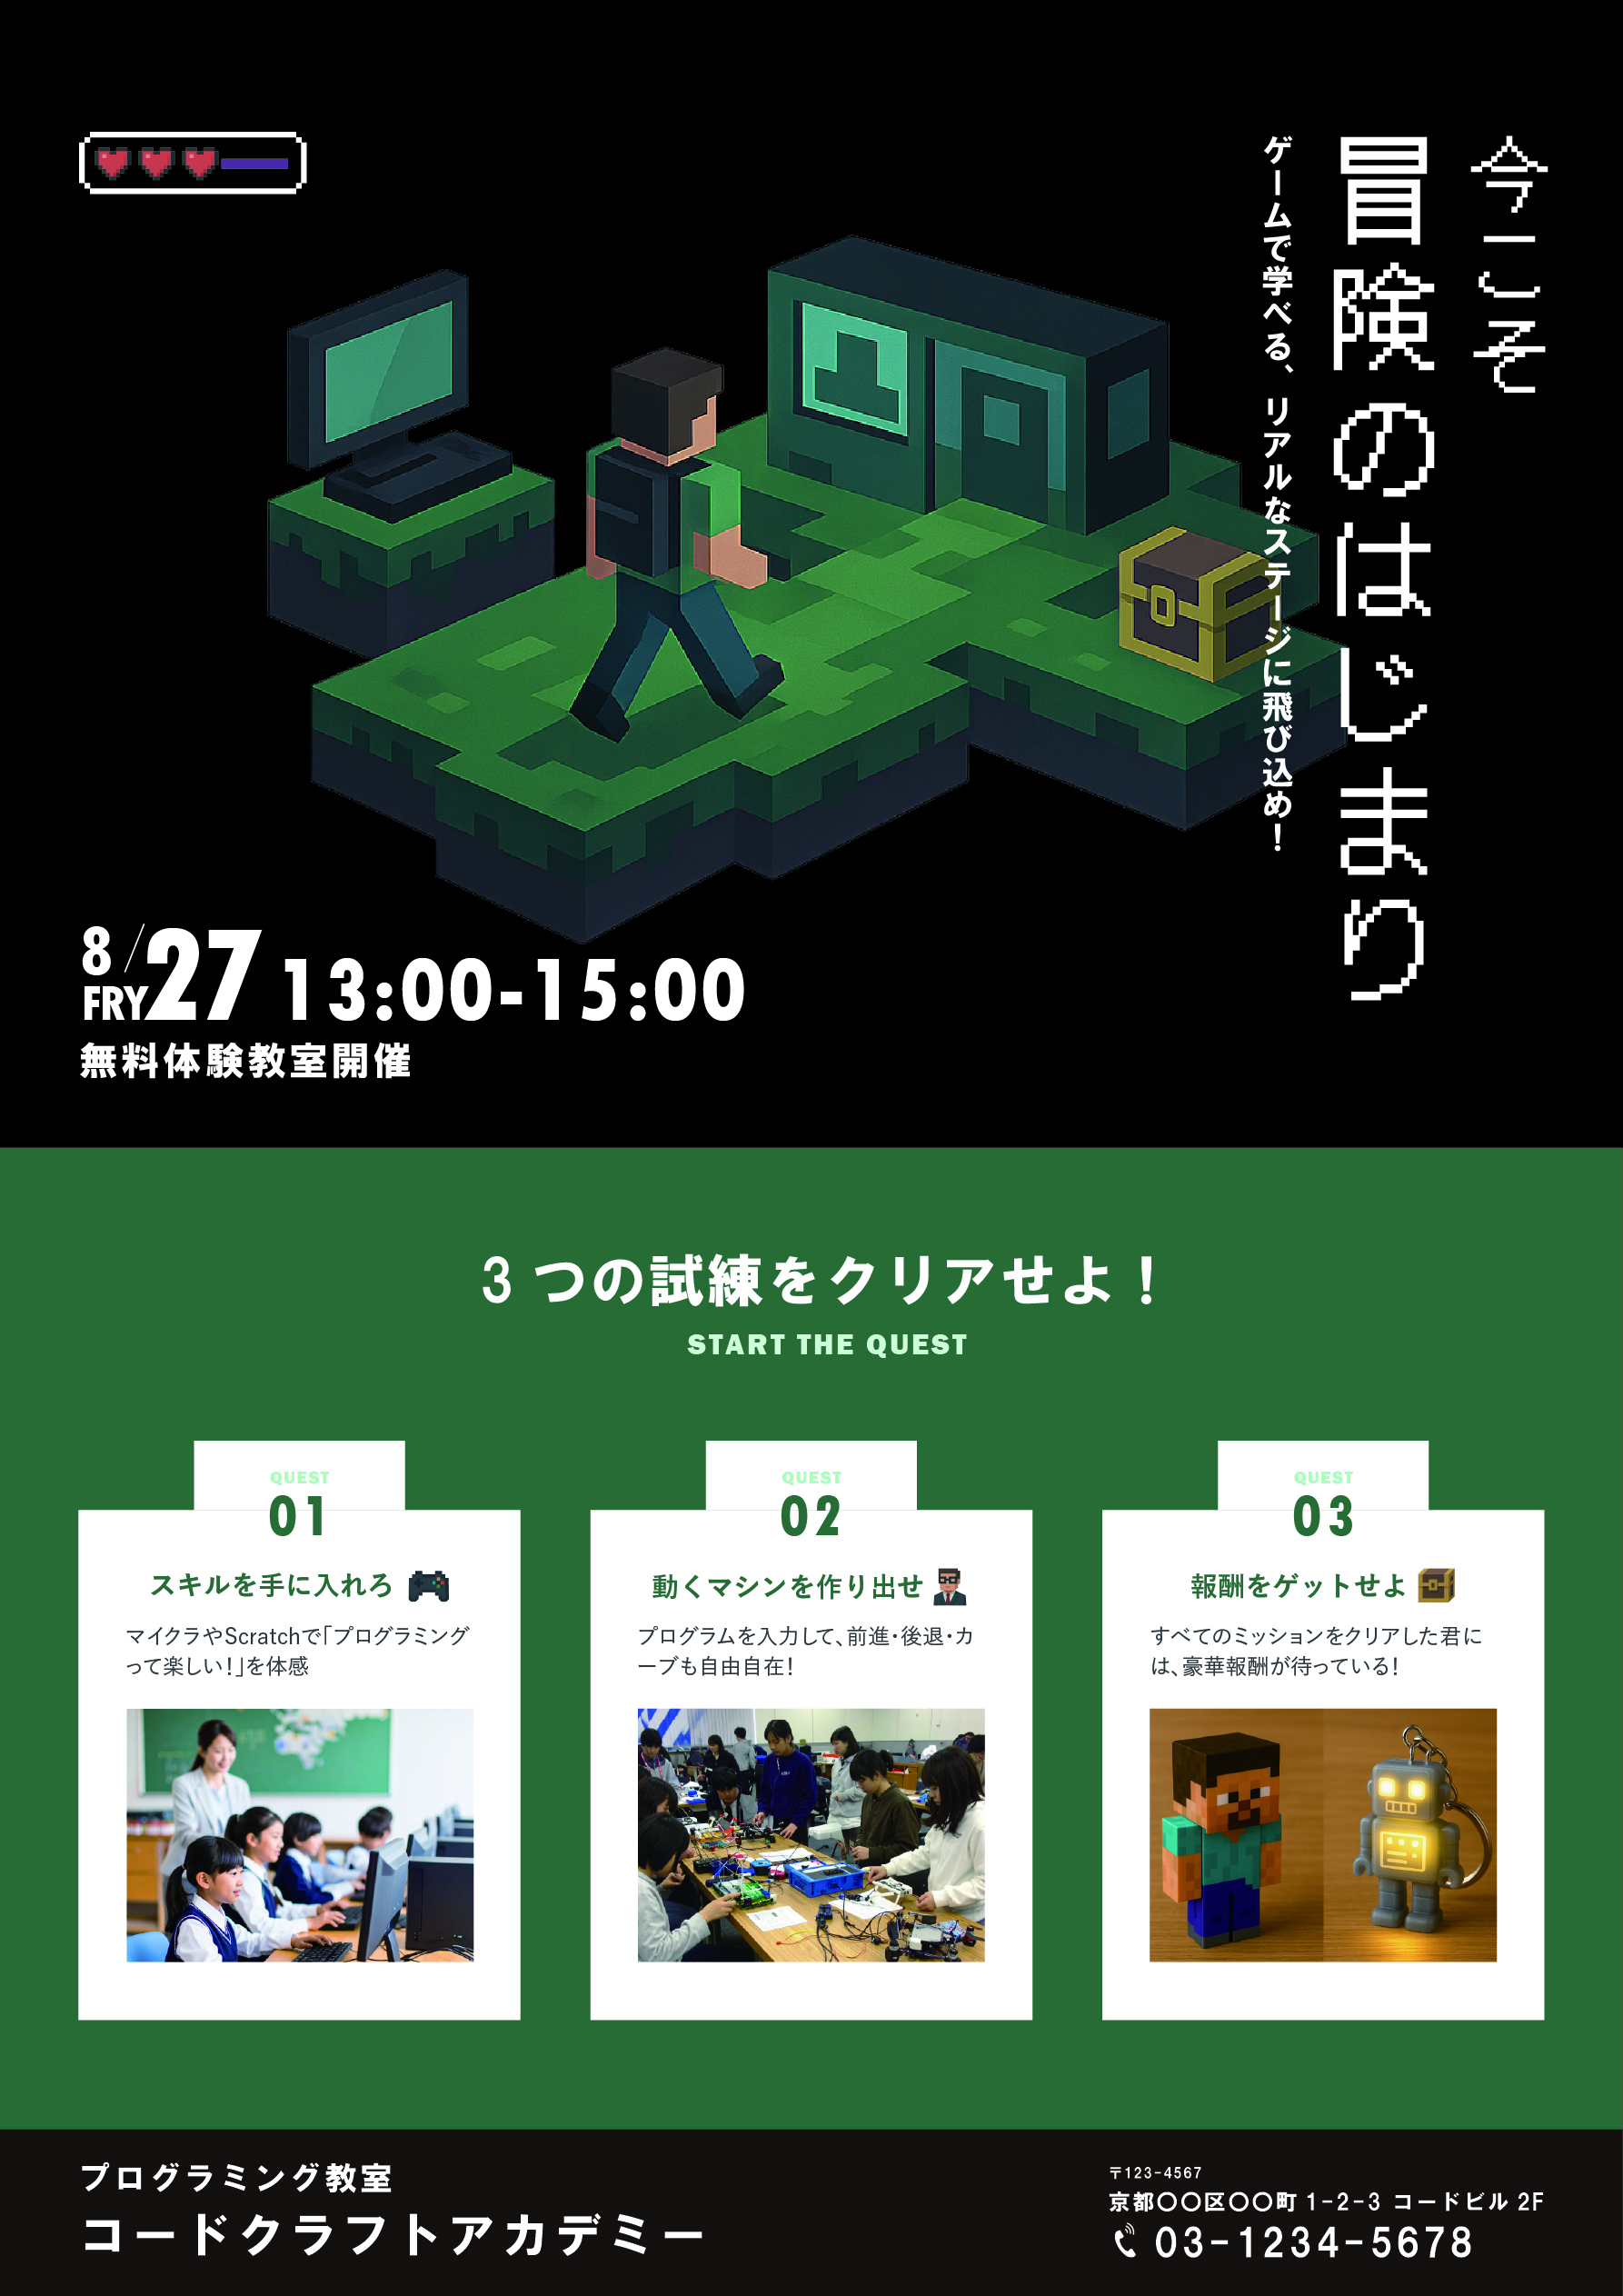 今こそ
冒険のはじまり
ゲームで学べる、リアルなステージに飛び込め！
8/27 FRY 13:00-15:00
無料体験教室開催
3つの試練をクリアせよ！
START THE QUEST
QUEST
01
スキルを手に入れろ
マイクラやScratchで「プログラミング
って楽しい！」を体感
QUEST
02
動くマシンを作り出せ
プログラムを入力して、前進・後退・カ
ーブも自由自在！
QUEST
03
報酬をゲットせよ
すべてのミッションをクリアした君に
は、豪華報酬が待っている！
プログラミング教室
コードクラフトアカデミー
〒123-4567
京都〇〇区〇〇町 1-2-3 コードビル 2F
03-1234-5678